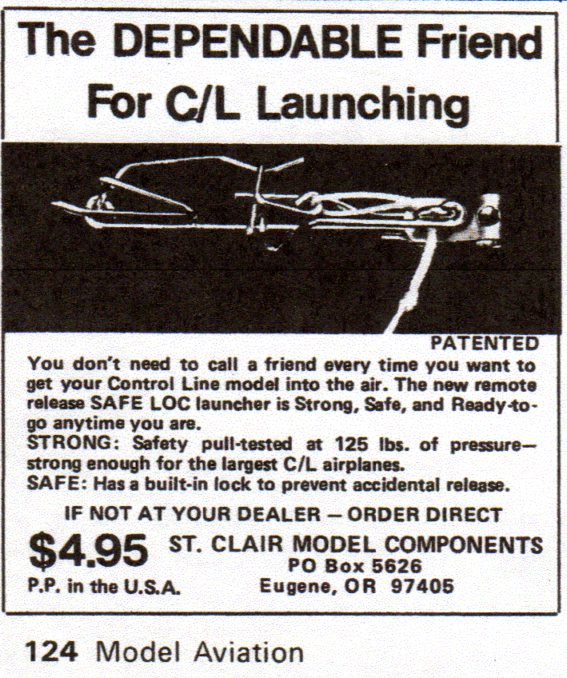 The DEPENDABLE Friend
For C/L Launching
PATENTED
You don't need to call a friend every time you want to
get your Control Line model into the air. The new remote
release SAFE LOC launcher is Strong, Safe, and Ready-to-
go anytime you are.
STRONG: Safety pull-tested at 125 lbs. of pressure—
strong enough for the largest C/L airplanes.
SAFE: Has a built-in lock to prevent accidental release.
IF NOT AT YOUR DEALER – ORDER DIRECT
$4.95 ST. CLAIR MODEL COMPONENTS
PO Box 5626
P.P. in the U.S.A. Eugene, OR 97405
124 Model Aviation